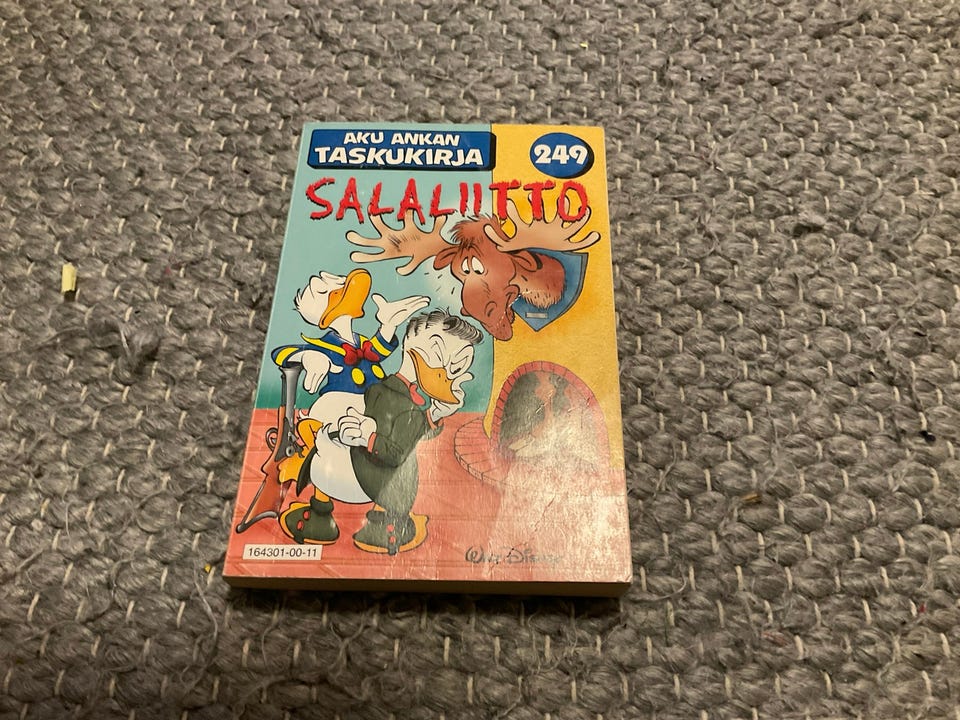 AKU ANKAN
TASKUKIRJA
249
SALALIITTO
164301-00-11
Walt Disney